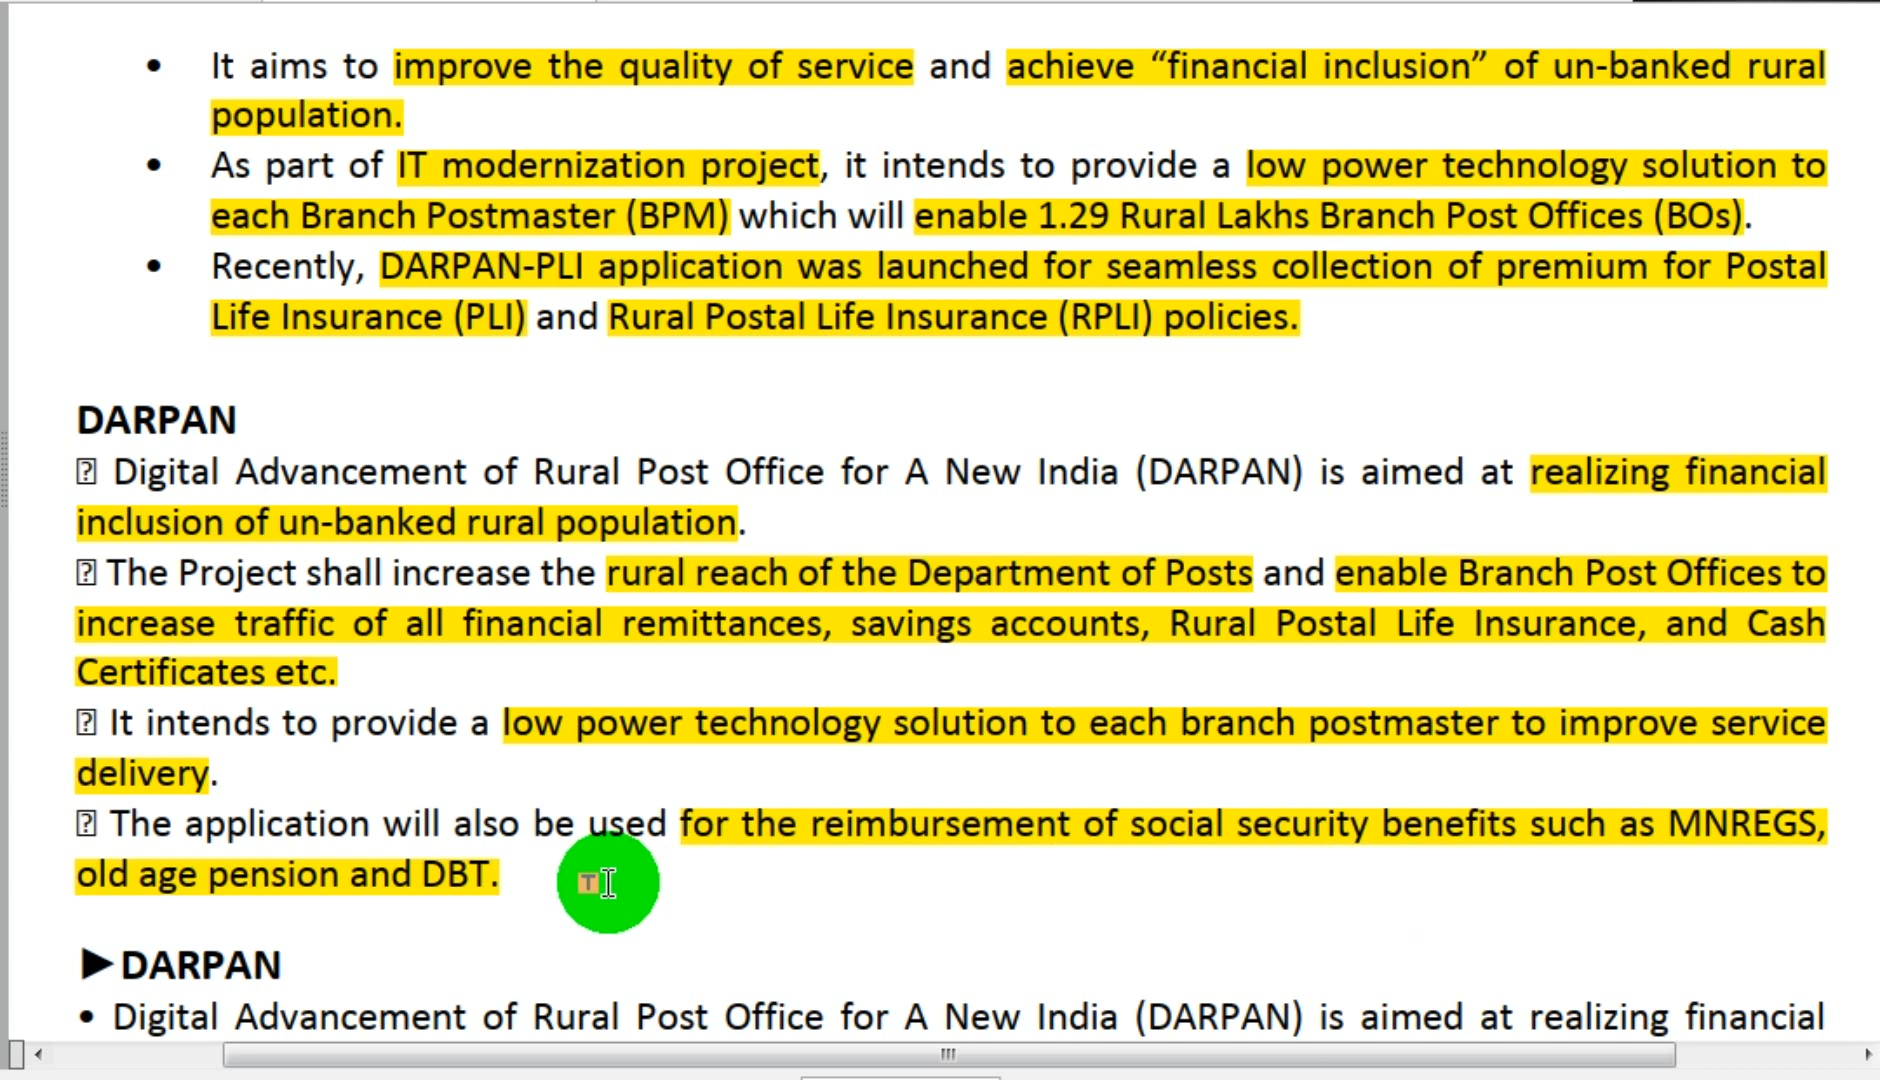 • It aims to improve the quality of service and achieve “financial inclusion” of un-banked rural
population.
• As part of IT modernization project, it intends to provide a low power technology solution to
each Branch Postmaster (BPM) which will enable 1.29 Rural Lakhs Branch Post Offices (BOs).
• Recently, DARPAN-PLI application was launched for seamless collection of premium for Postal
Life Insurance (PLI) and Rural Postal Life Insurance (RPLI) policies.
DARPAN
⍰ Digital Advancement of Rural Post Office for A New India (DARPAN) is aimed at realizing financial
inclusion of un-banked rural population.
⍰ The Project shall increase the rural reach of the Department of Posts and enable Branch Post Offices to
increase traffic of all financial remittances, savings accounts, Rural Postal Life Insurance, and Cash
Certificates etc.
⍰ It intends to provide a low power technology solution to each branch postmaster to improve service
delivery.
⍰ The application will also be used for the reimbursement of social security benefits such as MNREGS,
old age pension and DBT.
►DARPAN
• Digital Advancement of Rural Post Office for A New India (DARPAN) is aimed at realizing financial